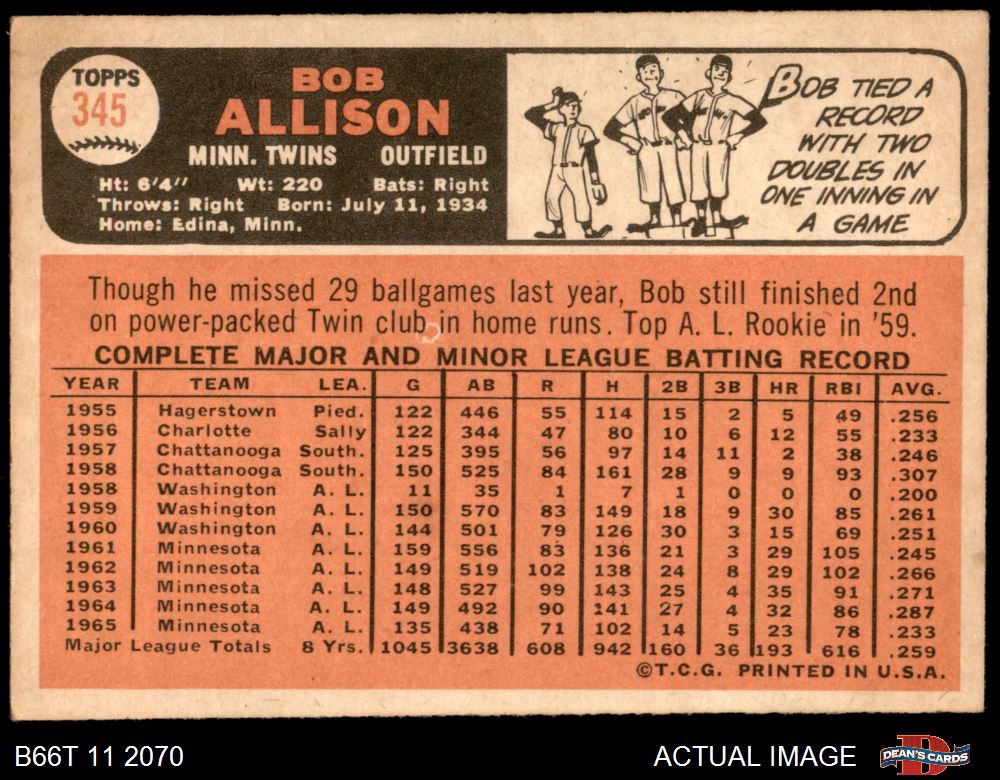 TOPPS
345
BOB
ALLISON
MINN. TWINS OUTFIELD
Ht: 6'4" Wt: 220 Bats: Right
Throws: Right Born: July 11, 1934
Home: Edina, Minn.
BOB TIED A
RECORD
WITH TWO
DOUBLES IN
ONE INNING IN
A GAME
Though he missed 29 ballgames last year, Bob still finished 2nd
on power-packed Twin club in home runs. Top A. L. Rookie in '59.
COMPLETE MAJOR AND MINOR LEAGUE BATTING RECORD
YEAR TEAM LEA. G AB R H 2B 3B HR RBI AVG.
1955 Hagerstown Pied. 122 446 55 114 15 2 5 49 .256
1956 Charlotte Sally 122 344 47 80 10 6 12 55 .233
1957 Chattanooga South. 125 395 56 97 14 11 2 38 .246
1958 Chattanooga South. 150 525 84 161 28 9 9 93 .307
1958 Washington A. L. 11 35 1 7 1 0 0 0 .200
1959 Washington A. L. 150 570 83 149 18 9 30 85 .261
1960 Washington A. L. 144 501 79 126 30 3 15 69 .251
1961 Minnesota A. L. 159 556 83 136 21 3 29 105 .245
1962 Minnesota A. L. 149 519 102 138 24 8 29 102 .266
1963 Minnesota A. L. 148 527 99 143 25 4 35 91 .271
1964 Minnesota A. L. 149 492 90 141 27 4 32 86 .287
1965 Minnesota A. L. 135 438 71 102 14 5 23 78 .233
Major League Totals 8 Yrs. 1045 3638 608 942 160 36 193 616 .259
©T.C.G. PRINTED IN U.S.A.
B66T 11 2070 ACTUAL IMAGE DEAN'S CARDS